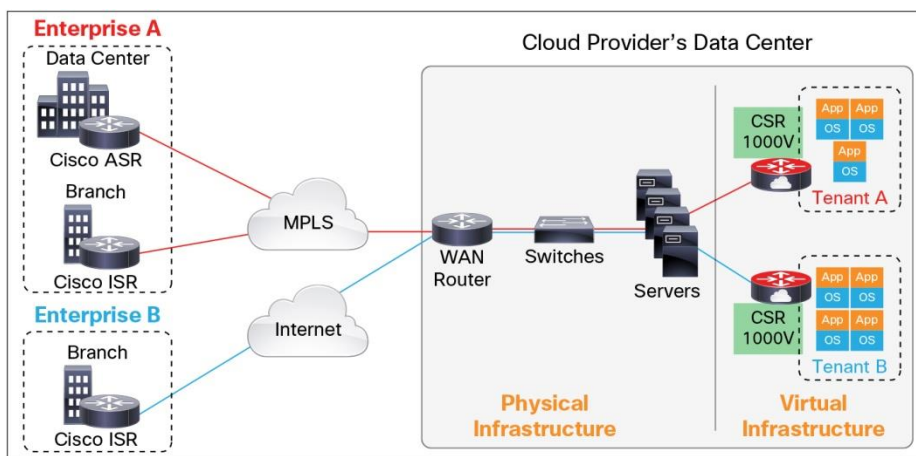 Enterprise A
Data Center
Cisco ASR
Branch
Cisco ISR
Enterprise B
Branch
Cisco ISR
MPLS
Internet
Cloud Provider's Data Center
WAN
Router
Switches
Servers
Physical
Infrastructure
CSR
1000V
App App
OS OS
App
OS
Tenant A
CSR
1000V
App App
OS OS
App App
OS OS
Tenant B
Virtual
Infrastructure